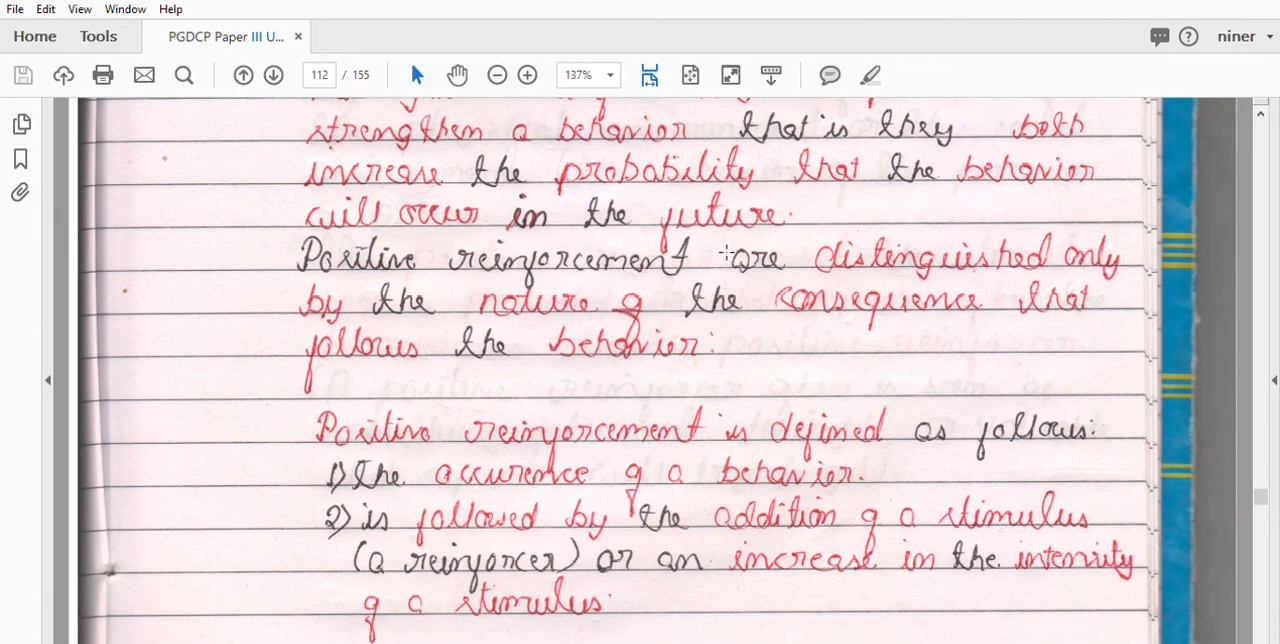 File Edit View Window Help
Home Tools PGDCP Paper III U... × niner
112 / 155 137%
strengthem a behavior that is they both
increase the probability that the behavior
will occur in the future.
Positive reinforcement are distinguished only
by the nature of the consequence that
follows the behavior:
Positive reinforcement is defined as follows:
1) the occurence of a behavior.
2) is followed by the addition of a stimulus
(a reinforcer) or an increase in the intensity
of a stimulus.